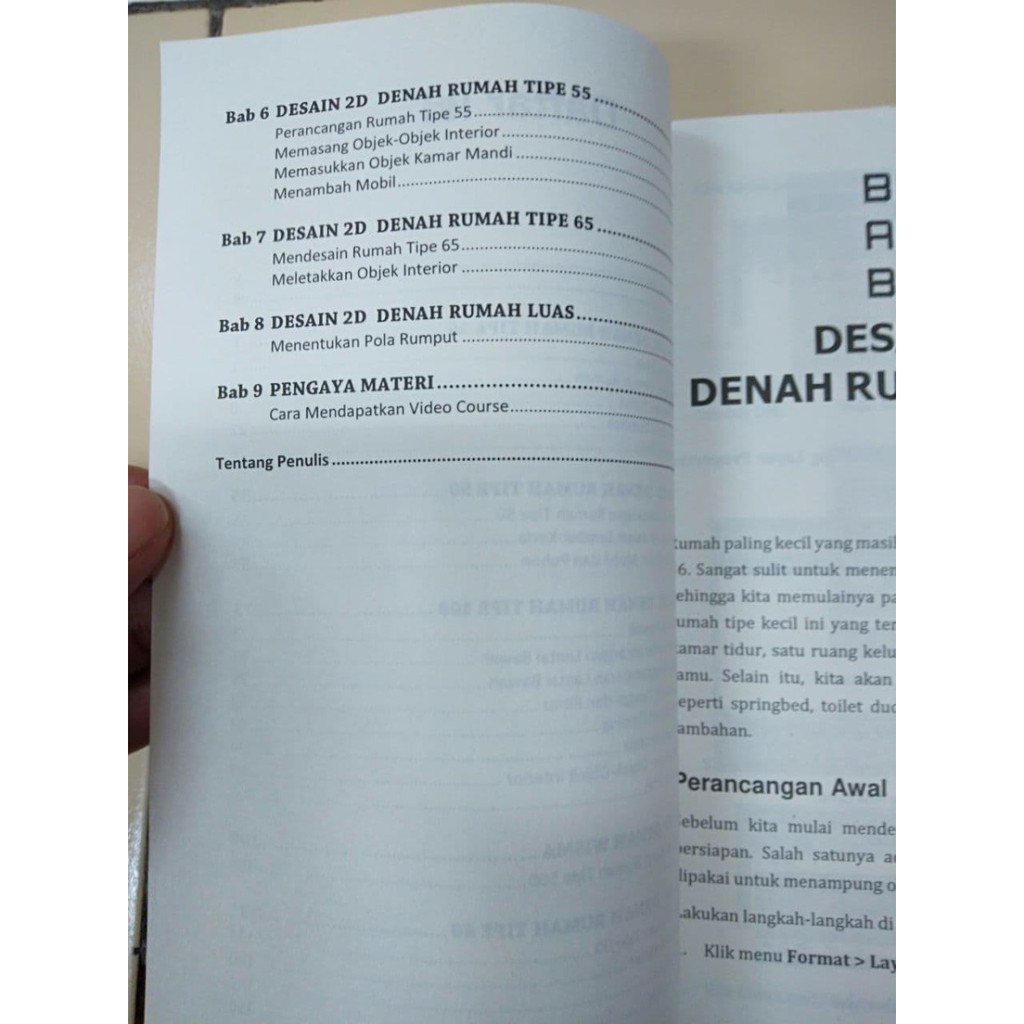 Bab 6 DESAIN 2D DENAH RUMAH TIPE 55
Perancangan Rumah Tipe 55
Memasang Objek-Objek Interior
Memasukkan Objek Kamar Mandi
Menambah Mobil
Bab 7 DESAIN 2D DENAH RUMAH TIPE 65
Mendesain Rumah Tipe 65
Meletakkan Objek Interior
Bab 8 DESAIN 2D DENAH RUMAH LUAS
Menentukan Pola Rumput
Bab 9 PENGAYA MATERI
Cara Mendapatkan Video Course
Tentang Penulis
B
A
B
DES
DENAH RU
umah paling kecil yang masi
6. Sangat sulit untuk mene
ehingga kita memulainya pa
umah tipe kecil ini yang ter
amar tidur, satu ruang kelu
amu. Selain itu, kita akan
eperti springbed, toilet du
ambahan.
Perancangan Awal
ebelum kita mulai mende
ersiapan. Salah satunya a
ipakai untuk menampung o
akukan langkah-langkah di
Klik menu Format > Lay